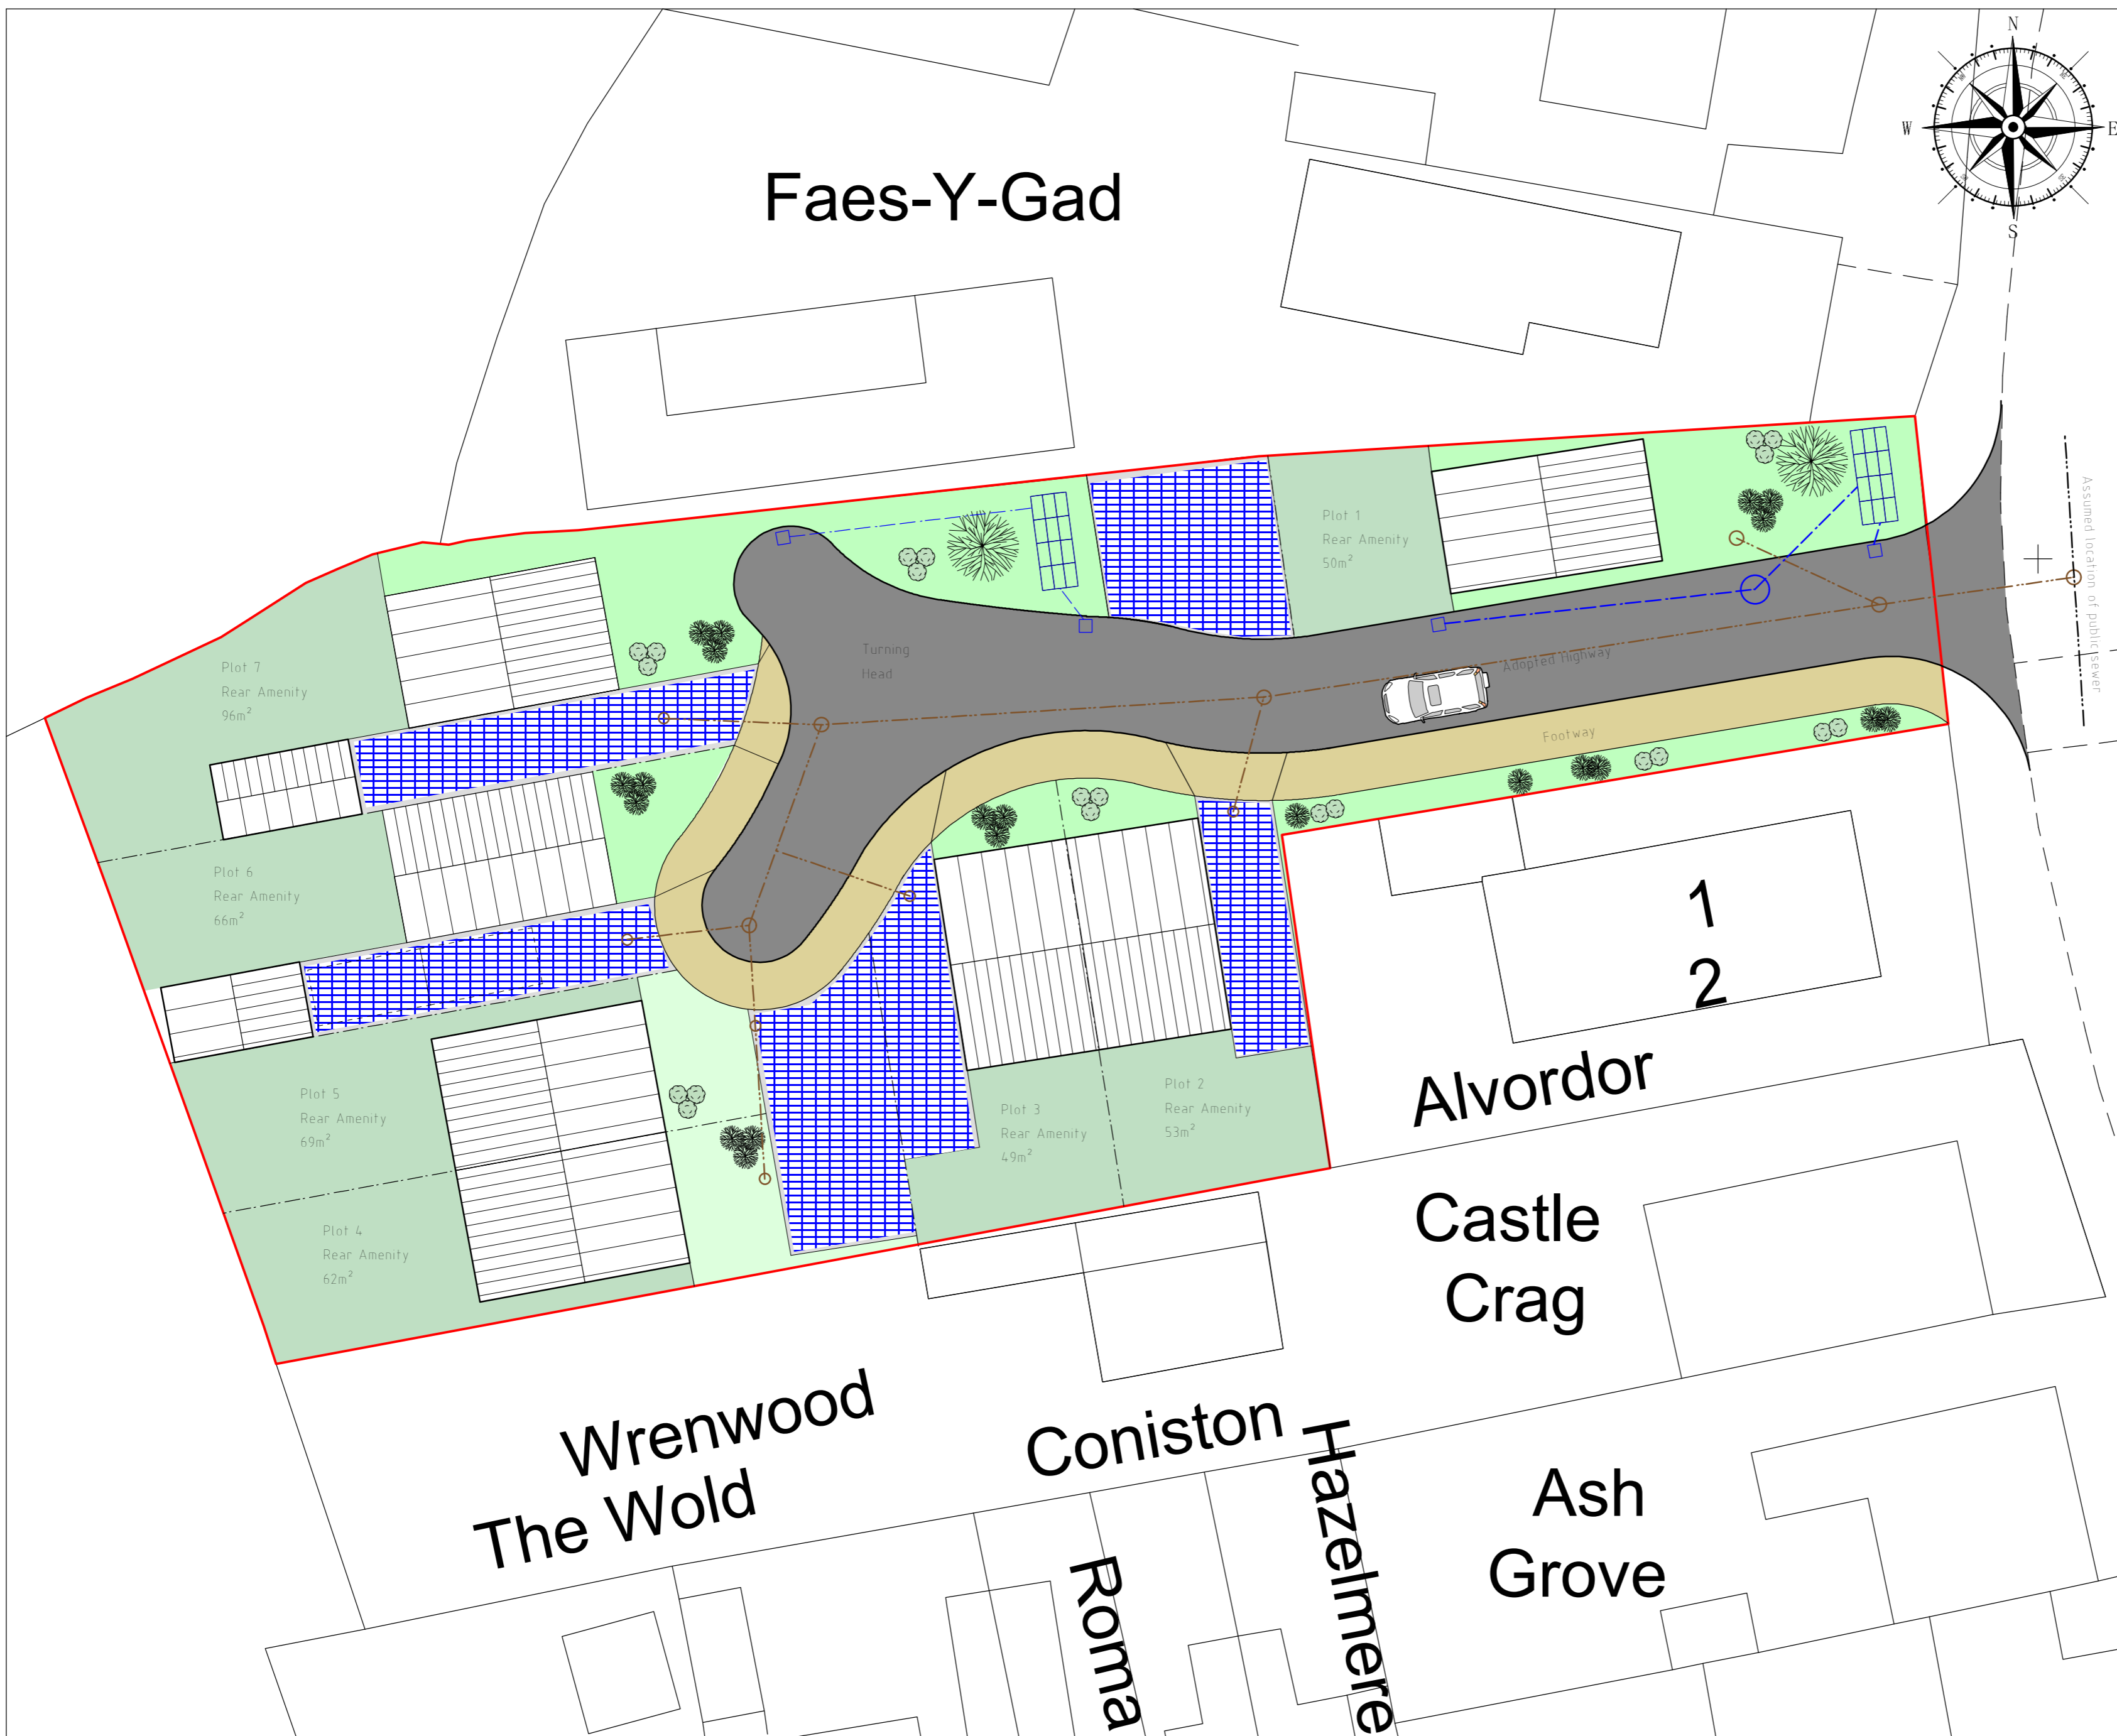 N
W
E
S
Faes-Y-Gad
Plot 1
Rear Amenity
50m²
Assumed location of public sewer
Turning
Head
Adopted Highway
Footway
Plot 7
Rear Amenity
96m²
Plot 6
Rear Amenity
66m²
Plot 5
Rear Amenity
69m²
Plot 4
Rear Amenity
62m²
Plot 3
Rear Amenity
49m²
Plot 2
Rear Amenity
53m²
1
2
Alvordor
Castle
Crag
Wrenwood
The Wold
Coniston
Hazelmere
Roma
Ash
Grove